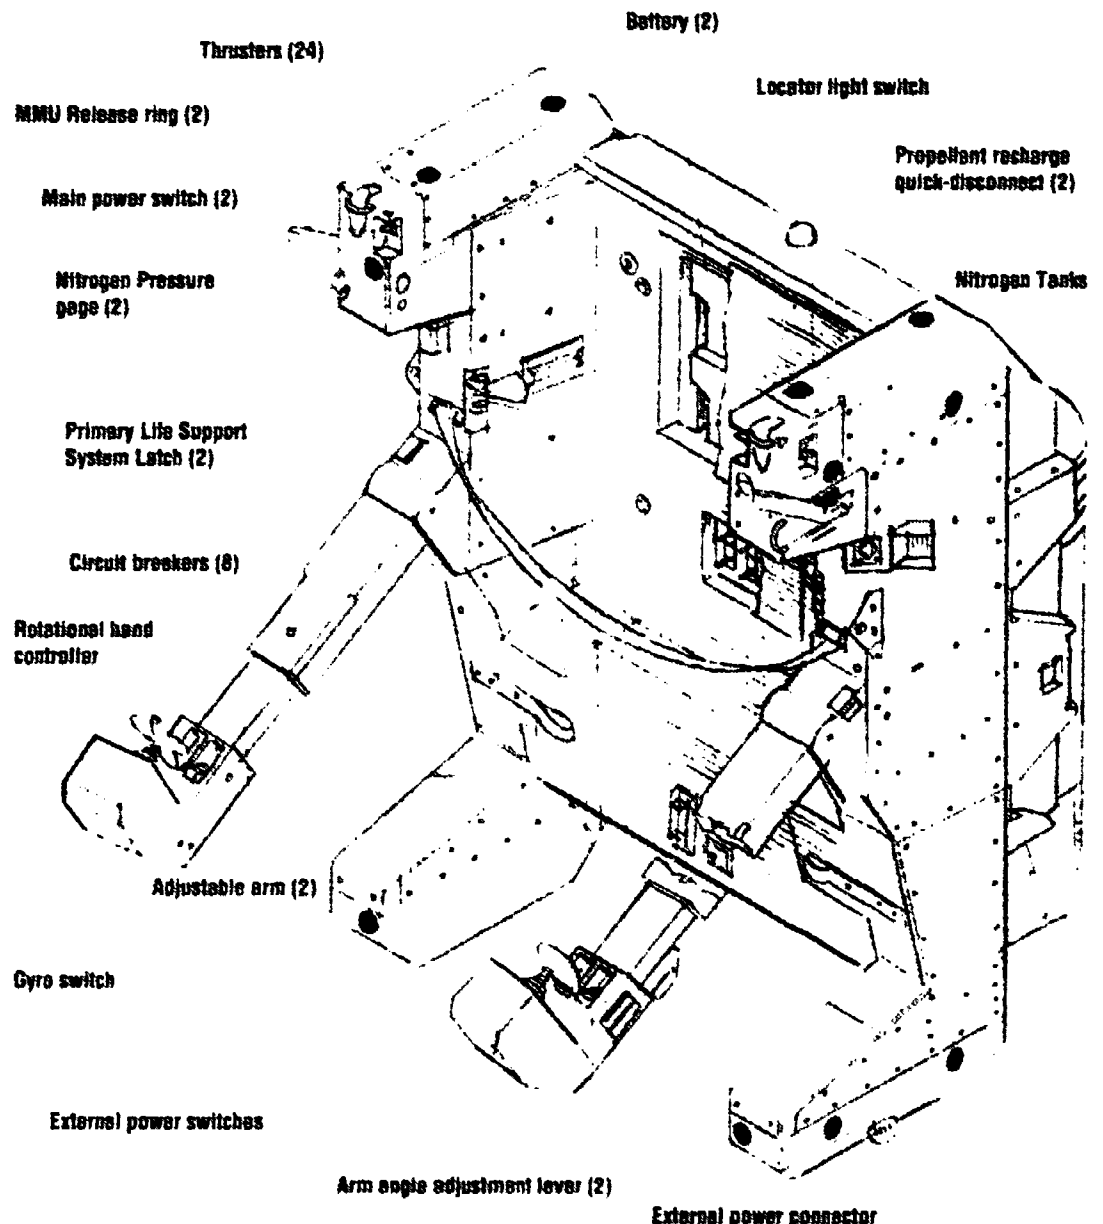 Battery (2)
Thrusters (24)
Locator light switch
MMU Release ring (2)
Propellent recharge
quick-disconnect (2)
Main power switch (2)
Nitrogen Pressure
gage (2)
Nitrogen Tanks
Primary Life Support
System Latch (2)
Circuit breakers (8)
Rotational hand
controller
Adjustable arm (2)
Gyro switch
External power switches
Arm angle adjustment lever (2)
External power connector